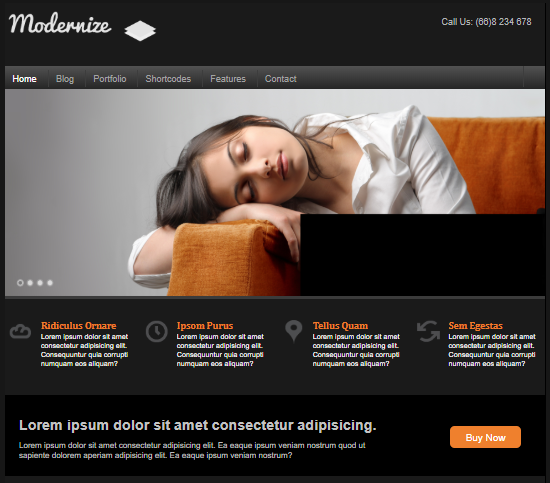 Modernize
Call Us: (66)8 234 678
Home Blog Portfolio Shortcodes Features Contact
Ridiculus Ornare
Lorem ipsum dolor sit amet
consectetur adipisicing elit.
Consequuntur quia corrupti
numquam eos aliquam?
Ipsom Purus
Lorem ipsum dolor sit amet
consectetur adipisicing elit.
Consequuntur quia corrupti
numquam eos aliquam?
Tellus Quam
Lorem ipsum dolor sit amet
consectetur adipisicing elit.
Consequuntur quia corrupti
numquam eos aliquam?
Sem Egestas
Lorem ipsum dolor sit amet
consectetur adipisicing elit.
Consequuntur quia corrupti
numquam eos aliquam?
Lorem ipsum dolor sit amet consectetur adipisicing.
Lorem ipsum dolor sit amet consectetur adipisicing elit. Ea eaque ipsum veniam nostrum quod ut
sapiente dolorem aperiam adipisicing elit. Ea eaque ipsum veniam nostrum?
Buy Now